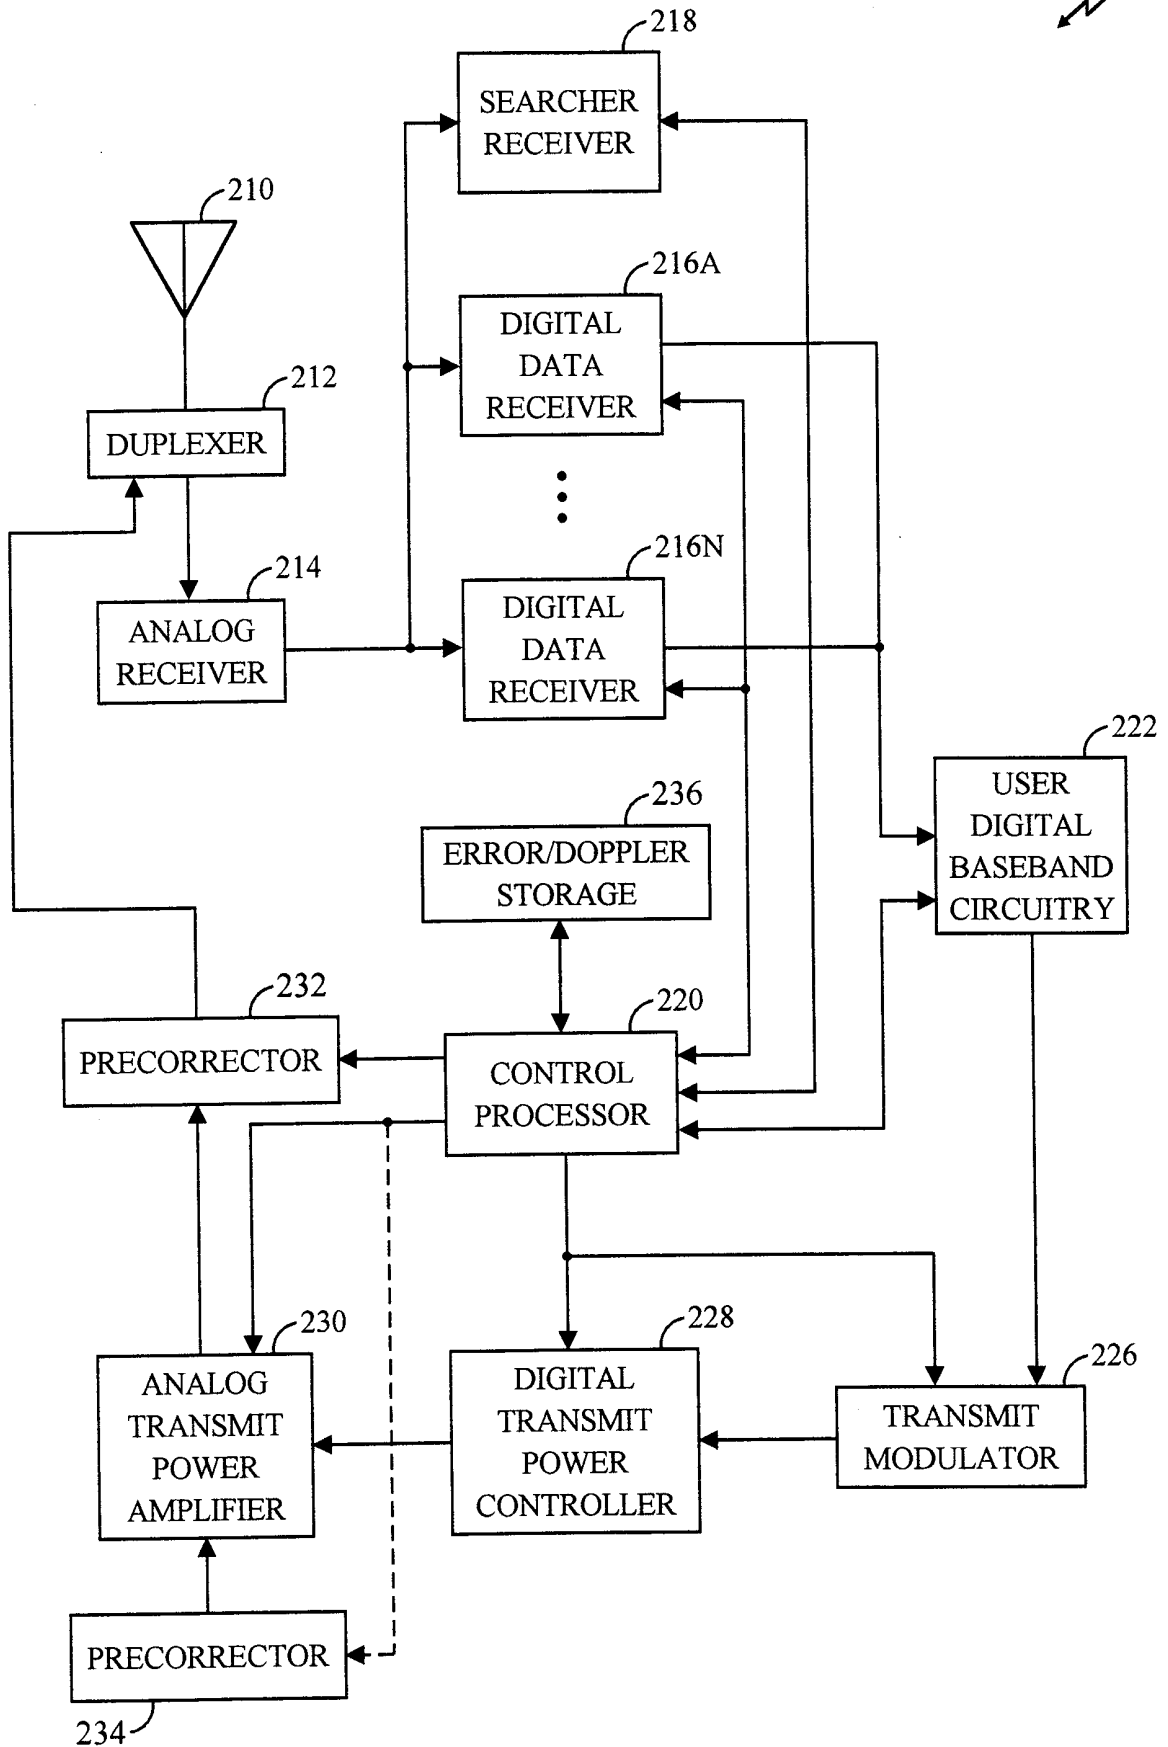 218
SEARCHER
RECEIVER
210
216A
DIGITAL
DATA
RECEIVER
212
DUPLEXER
216N
DIGITAL
DATA
RECEIVER
214
ANALOG
RECEIVER
222
USER
DIGITAL
BASEBAND
CIRCUITRY
236
ERROR/DOPPLER
STORAGE
232
PRECORRECTOR
220
CONTROL
PROCESSOR
230
ANALOG
TRANSMIT
POWER
AMPLIFIER
228
DIGITAL
TRANSMIT
POWER
CONTROLLER
226
TRANSMIT
MODULATOR
PRECORRECTOR
234